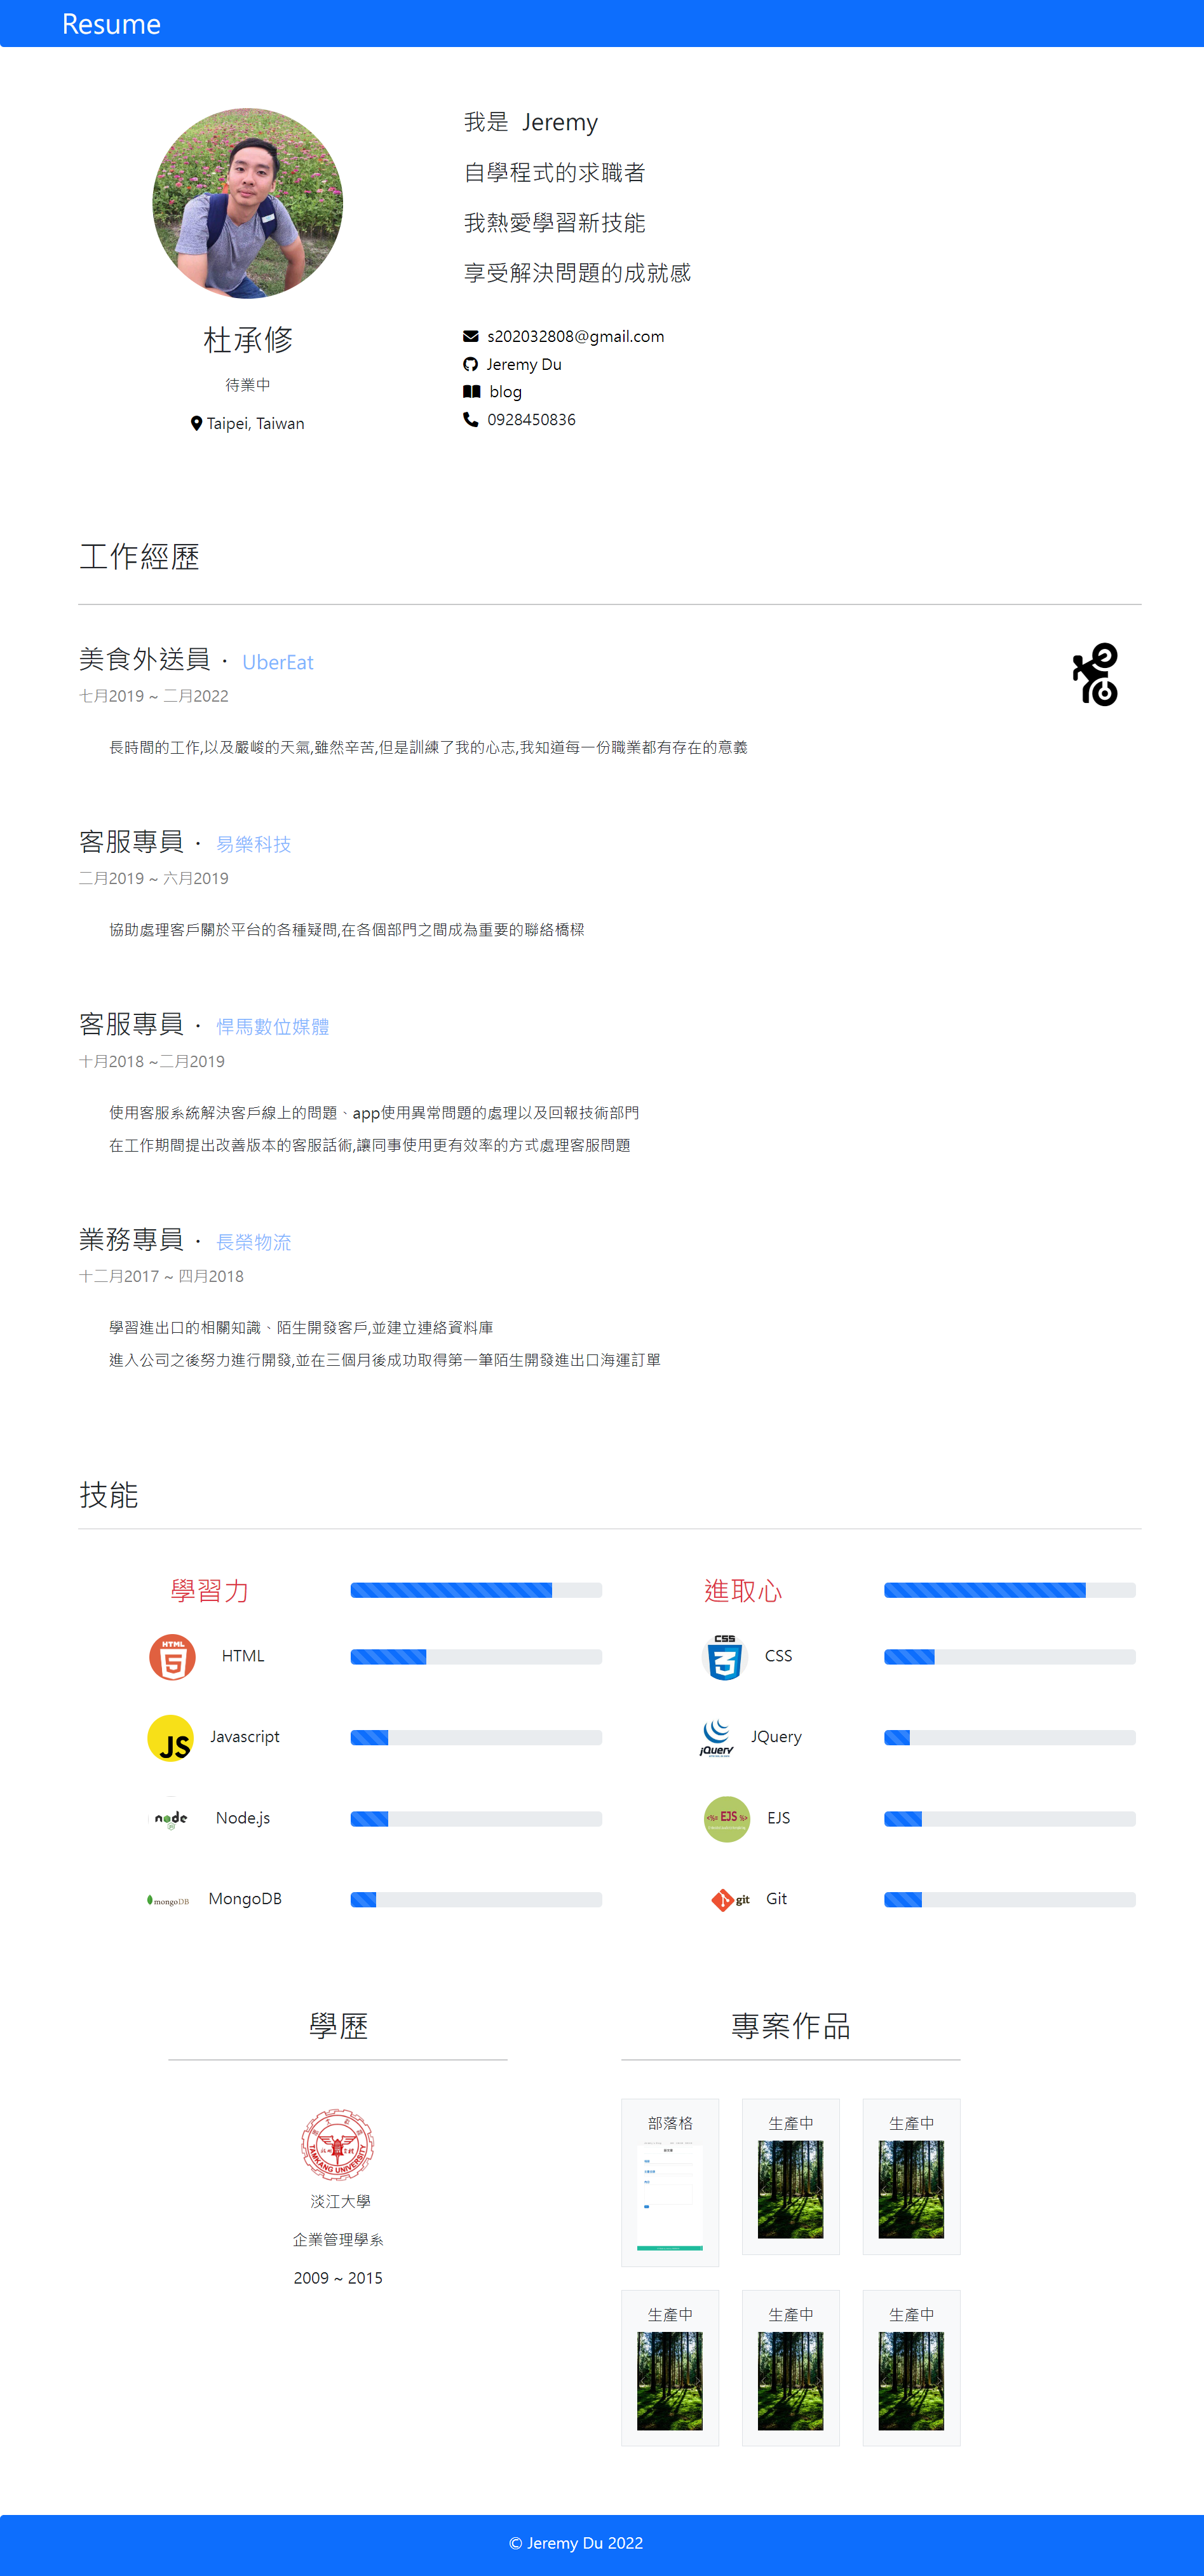 Resume
我是 Jeremy
自學程式的求職者
我熱愛學習新技能
享受解決問題的成就感
杜承修
待業中
Taipei, Taiwan
s202032808@gmail.com
Jeremy Du
blog
0928450836
工作經歷
美食外送員 · UberEat
七月2019 ~ 二月2022
長時間的工作,以及嚴峻的天氣,雖然辛苦,但是訓練了我的心志,我知道每一份職業都有存在的意義
客服專員 · 易樂科技
二月2019 ~ 六月2019
協助處理客戶關於平台的各種疑問,在各個部門之間成為重要的聯絡橋樑
客服專員 · 悍馬數位媒體
十月2018 ~二月2019
使用客服系統解決客戶線上的問題、app使用異常問題的處理以及回報技術部門
在工作期間提出改善版本的客服話術,讓同事使用更有效率的方式處理客服問題
業務專員 · 長榮物流
十二月2017 ~ 四月2018
學習進出口的相關知識、陌生開發客戶,並建立連絡資料庫
進入公司之後努力進行開發,並在三個月後成功取得第一筆陌生開發進出口海運訂單
技能
學習力
進取心
HTML
5
HTML
CSS
3
CSS
JS
Javascript
jQuery
JQuery
node
JS
Node.js
<%= EJS %>
EJS
mongoDB
MongoDB
git
Git
學歷
專案作品
TAMKANG UNIVERSITY
淡江大學
企業管理學系
2009 ~ 2015
部落格
生產中
生產中
生產中
生產中
生產中
© Jeremy Du 2022